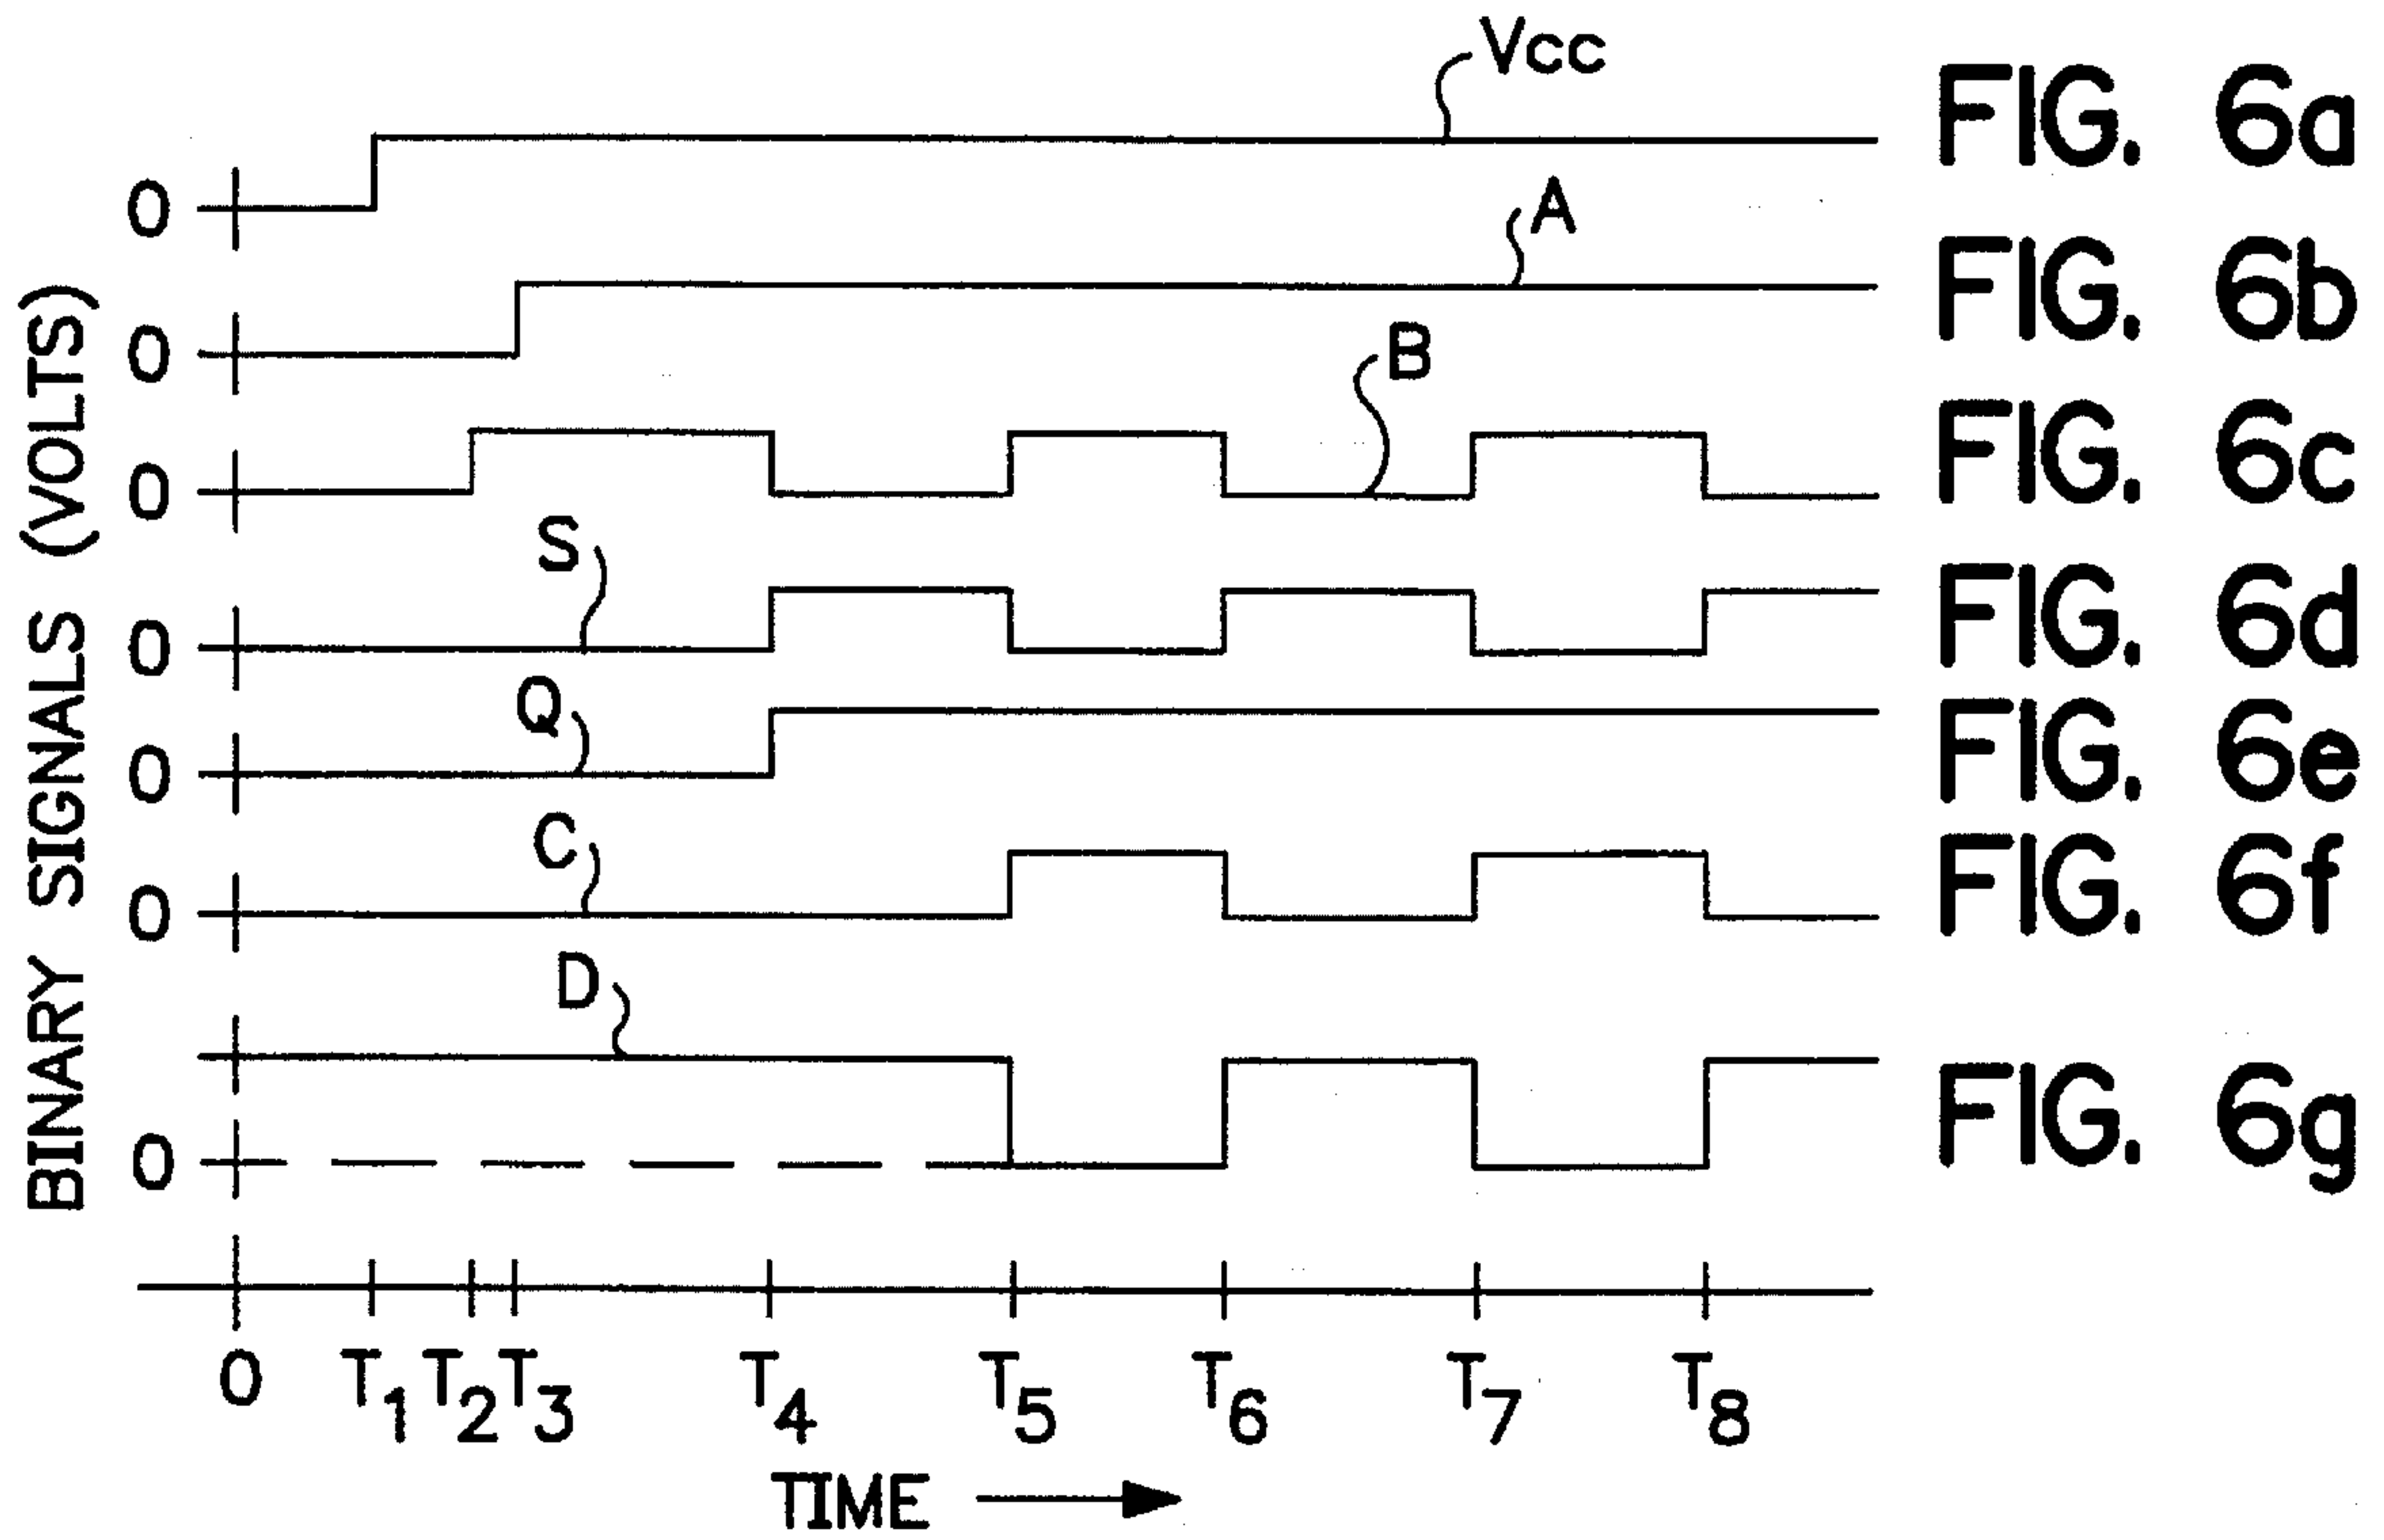 Vcc
FIG. 6a
0
A
FIG. 6b
0
B
FIG. 6c
0
S
FIG. 6d
0
Q
FIG. 6e
0
C
FIG. 6f
0
D
FIG. 6g
0
BINARY SIGNALS (VOLTS)
0 T1 T2 T3 T4 T5 T6 T7 T8
TIME